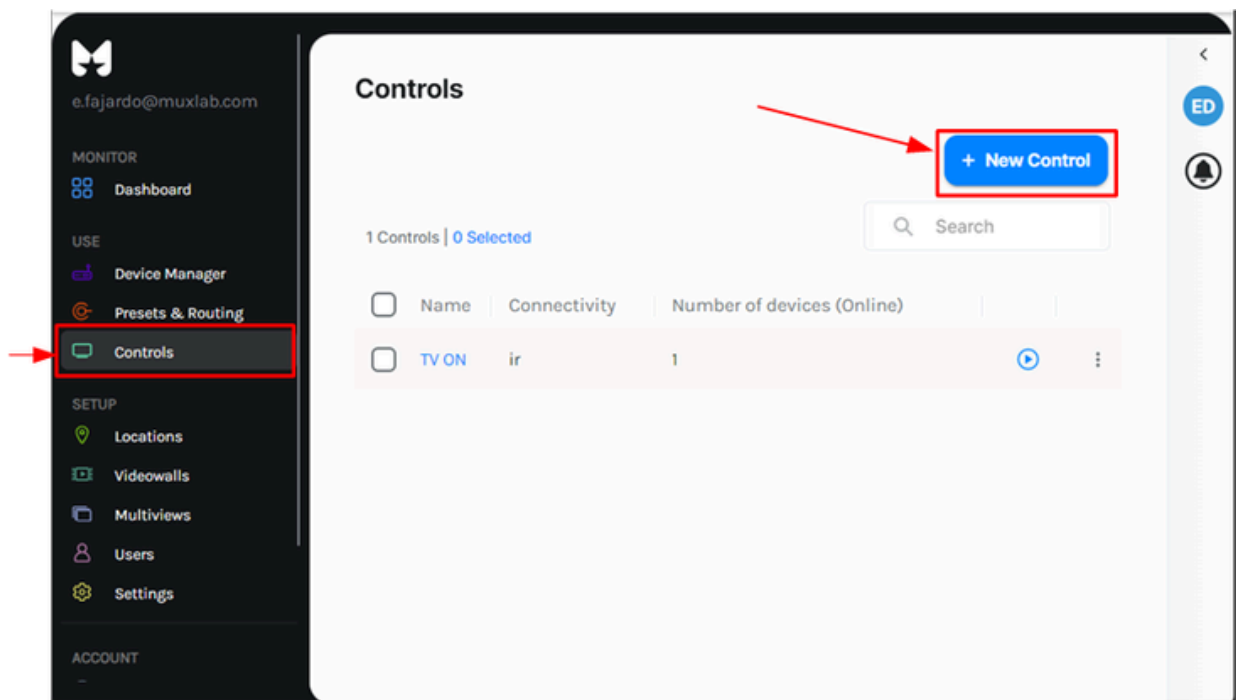 e.fajardo@muxlab.com
MONITOR
Dashboard
USE
Device Manager
Presets & Routing
Controls
SETUP
Locations
Videowalls
Multiviews
Users
Settings
ACCOUNT
Controls
+ New Control
Search
1 Controls | 0 Selected
Name Connectivity Number of devices (Online)
TV ON ir 1
ED